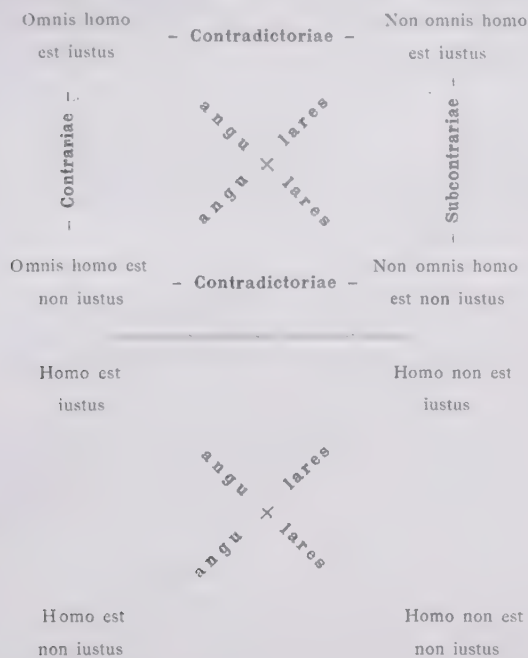 Omnis homo
est iustus
- Contradictoriae -
Non omnis homo
est iustus
- Contrariae -
angu lares
angu lares
- Subcontrariae -
Omnis homo est
non iustus
- Contradictoriae -
Non omnis homo
est non iustus
Homo est
iustus
Homo non est
iustus
angu lares
angu lares
Homo est
non iustus
Homo non est
non iustus